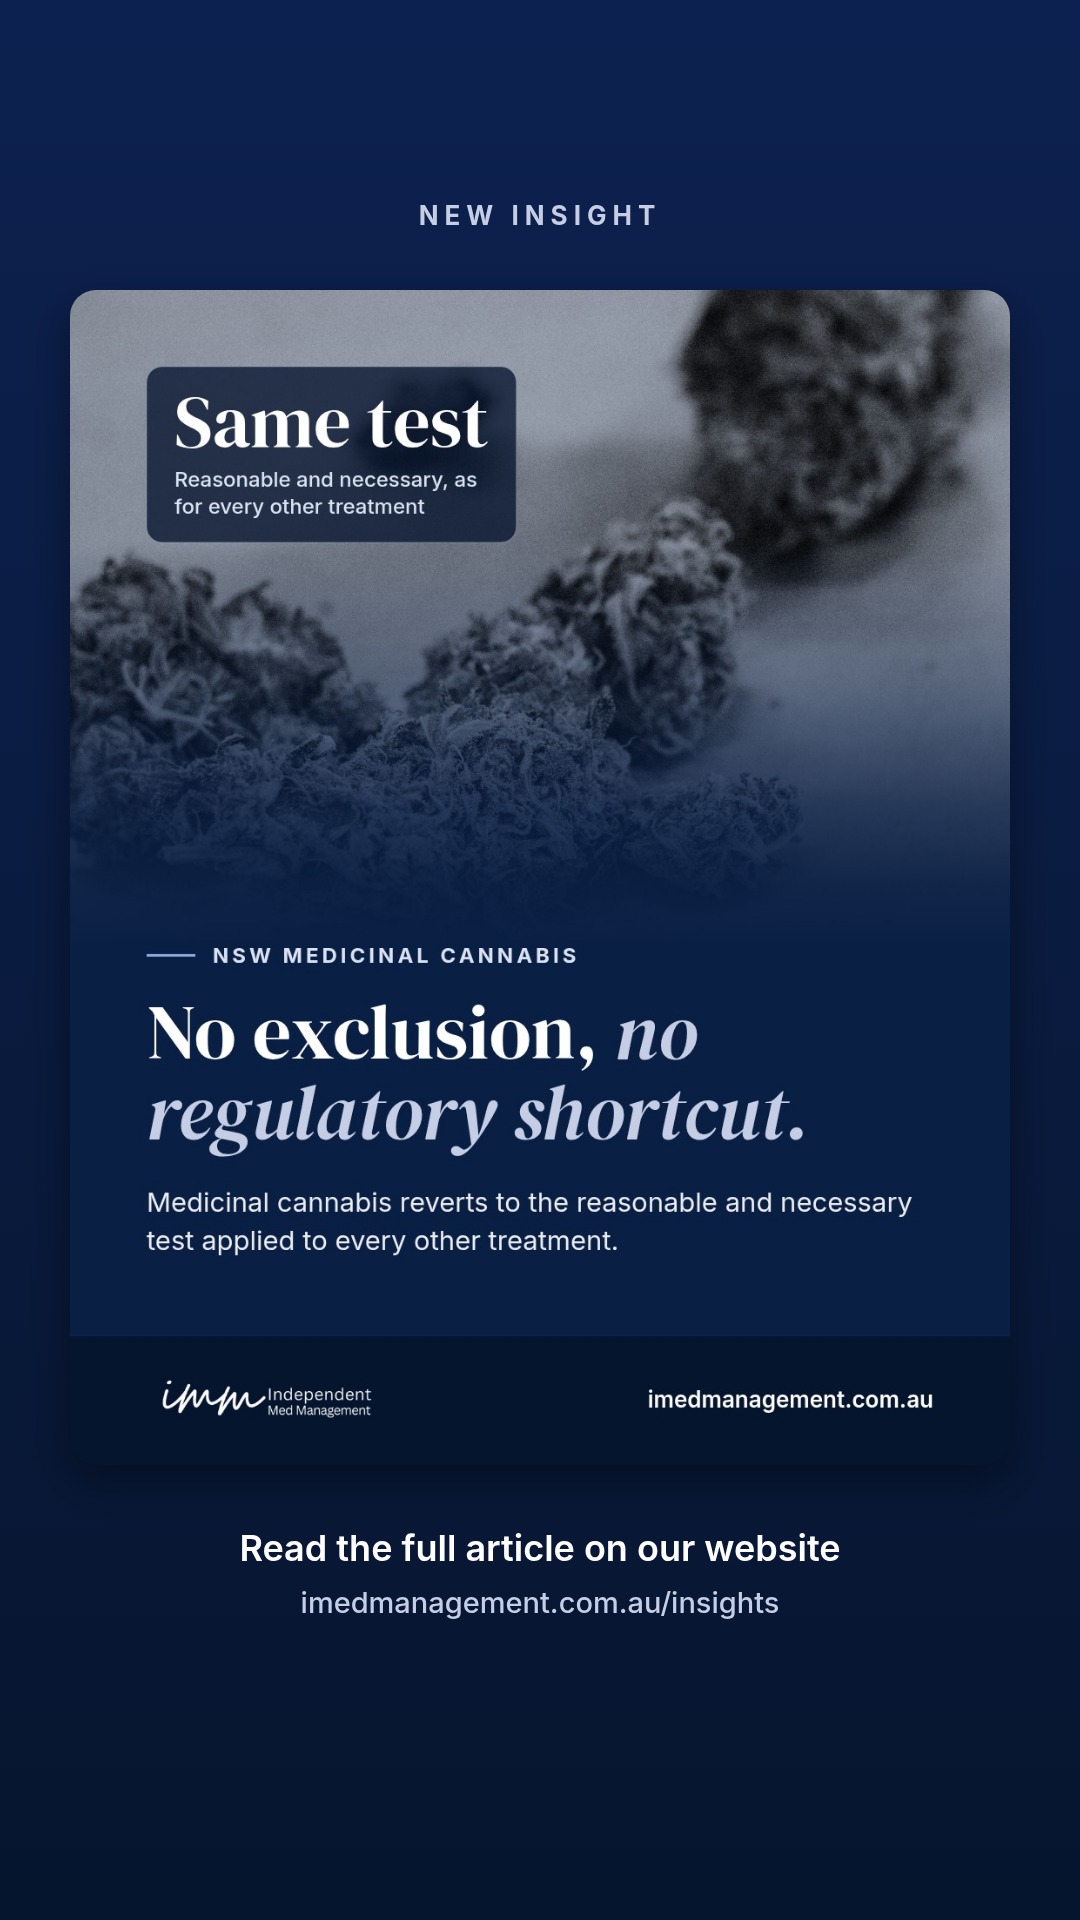 NEW INSIGHT
Same test
Reasonable and necessary, as
for every other treatment
NSW MEDICINAL CANNABIS
No exclusion, no
regulatory shortcut.
Medicinal cannabis reverts to the reasonable and necessary
test applied to every other treatment.
imm Independent
Med Management
imedmanagement.com.au
Read the full article on our website
imedmanagement.com.au/insights